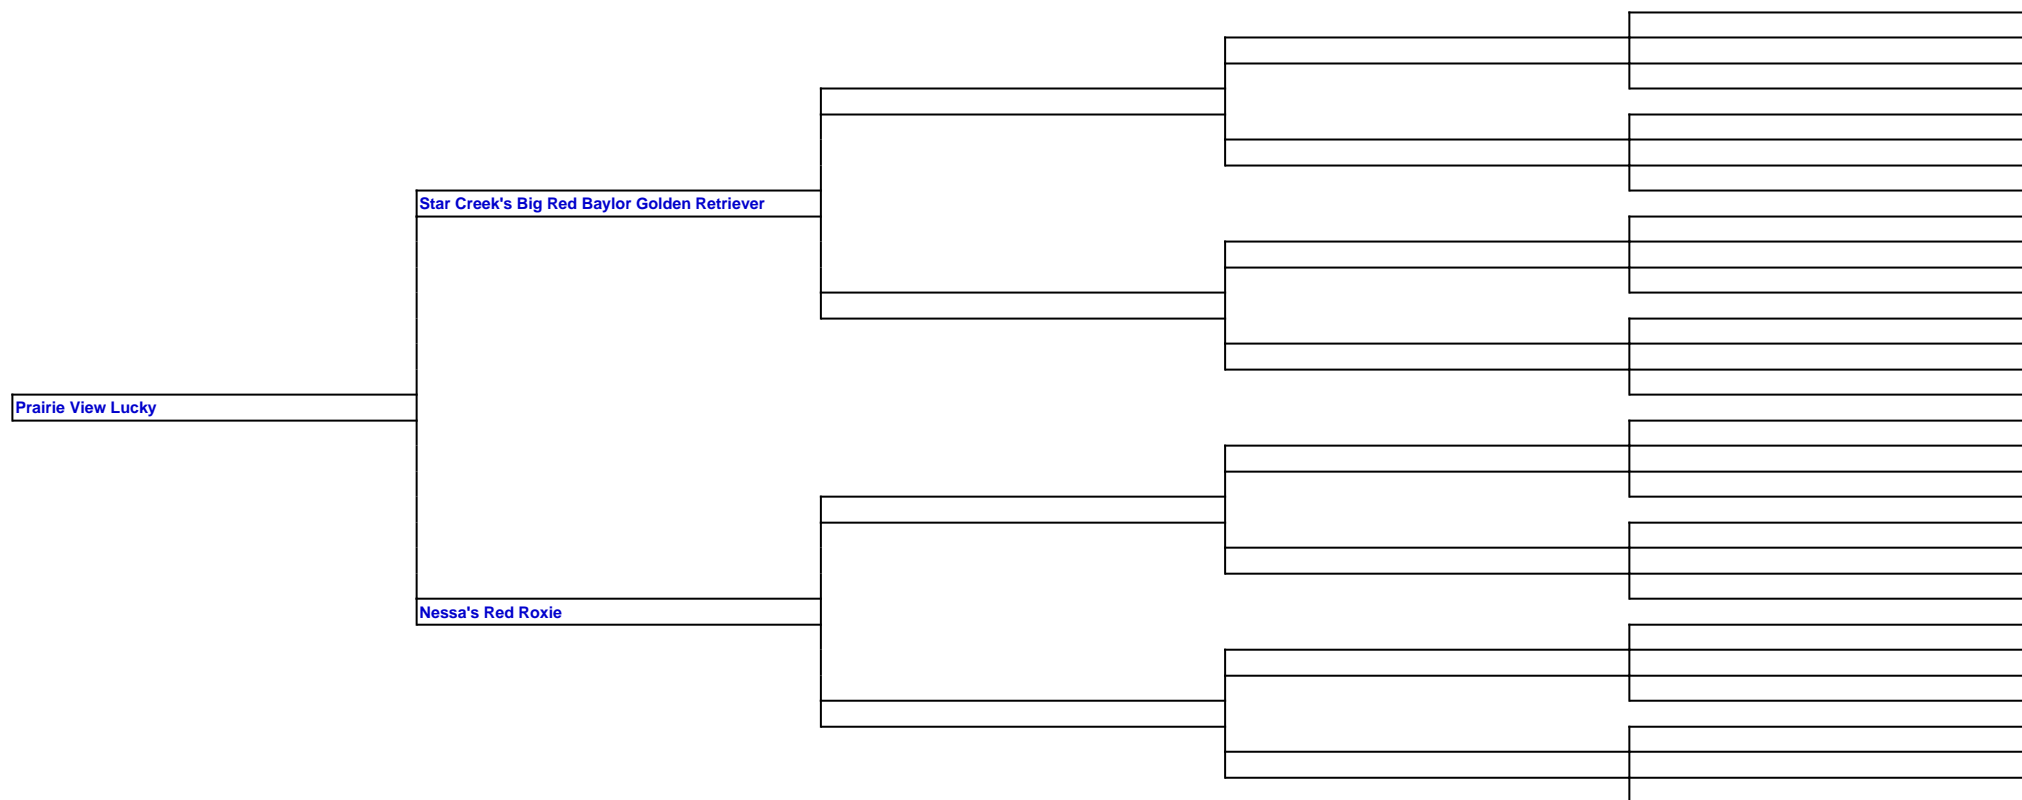 Star Creek's Big Red Baylor Golden Retriever
Prairie View Lucky
Nessa's Red Roxie